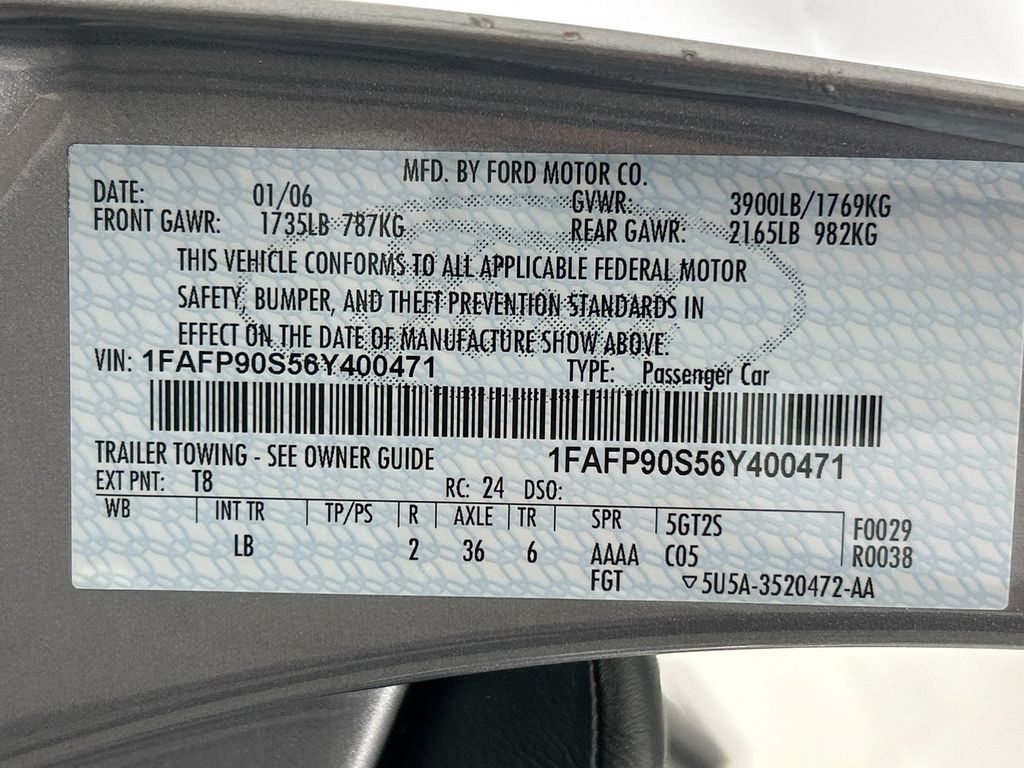 MFD. BY FORD MOTOR CO.
DATE: 01/06 GVWR: 3900LB/1769KG
FRONT GAWR: 1735LB 787KG REAR GAWR: 2165LB 982KG
THIS VEHICLE CONFORMS TO ALL APPLICABLE FEDERAL MOTOR
SAFETY, BUMPER, AND THEFT PREVENTION STANDARDS IN
EFFECT ON THE DATE OF MANUFACTURE SHOW ABOVE.
VIN: 1FAFP90S56Y400471 TYPE: Passenger Car
TRAILER TOWING - SEE OWNER GUIDE 1FAFP90S56Y400471
EXT PNT: T8 RC: 24 DSO:
WB INT TR TP/PS R AXLE TR SPR 5GT2S F0029
LB 2 36 6 AAAA C05 R0038
FGT ▽5U5A-3520472-AA